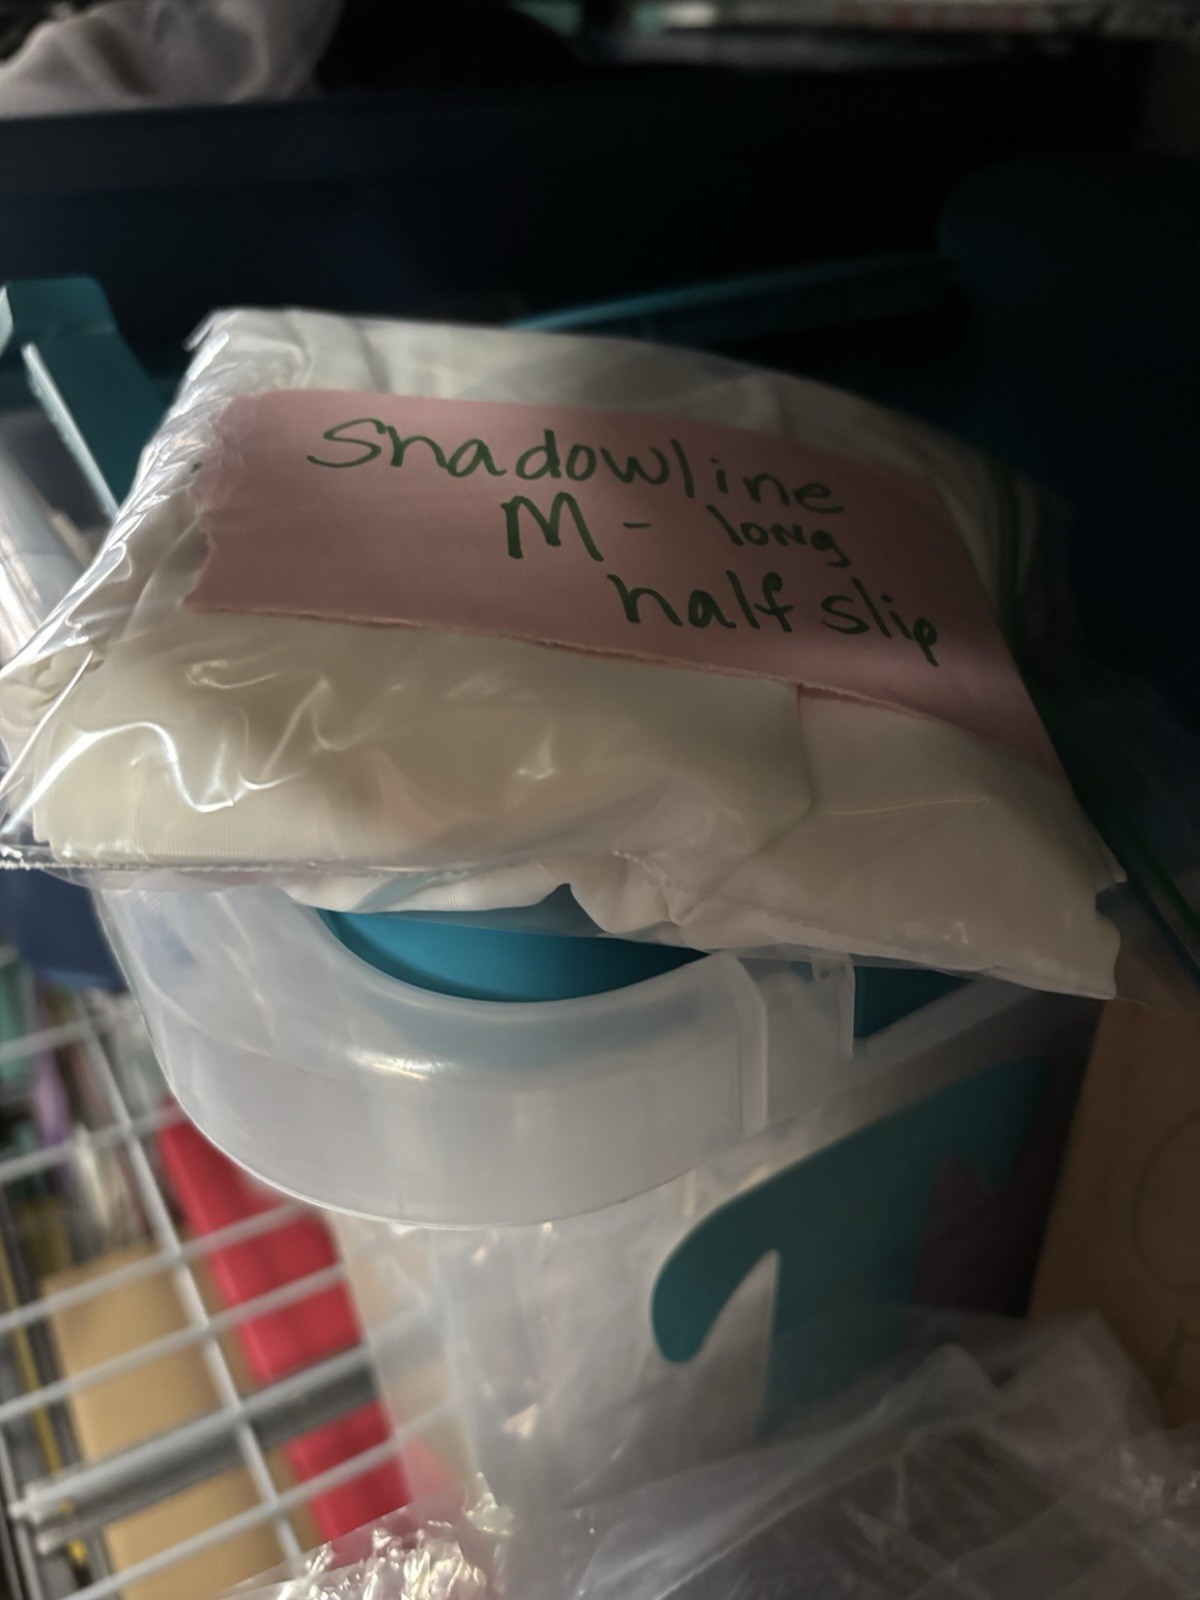 Shadowline
M - long
half slip